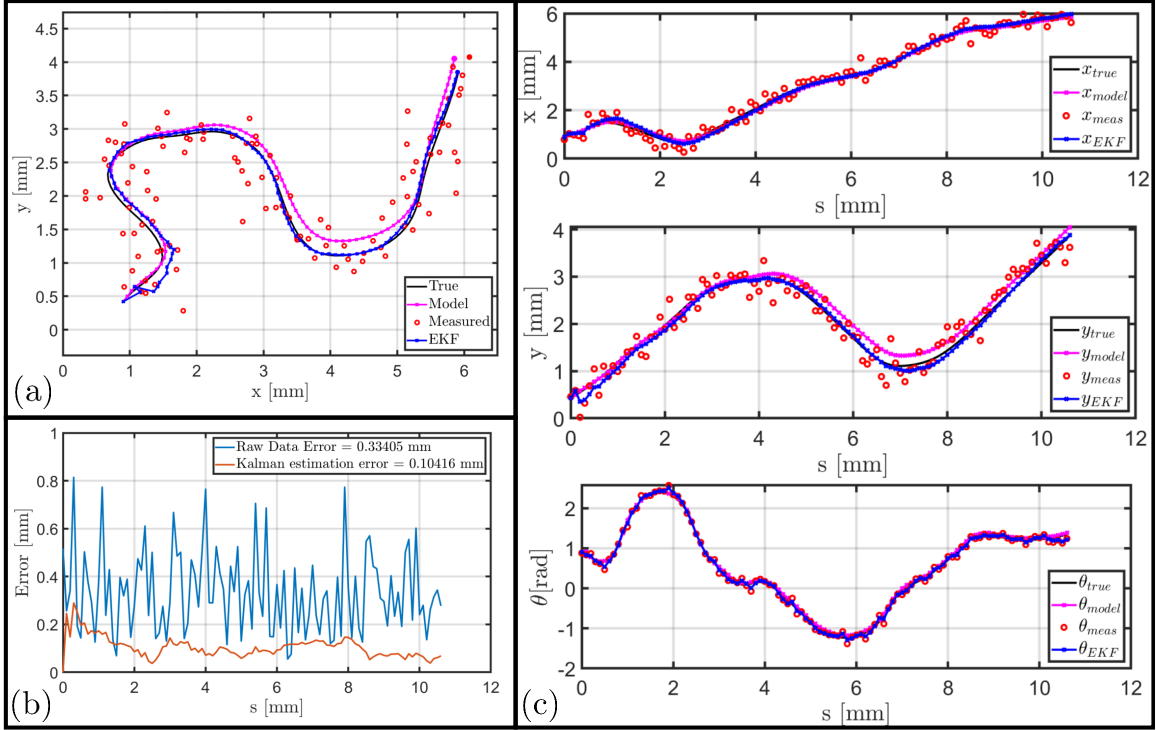 4.5
4
3.5
3
2.5
2
1.5
1
0.5
0
y [mm]
0 1 2 3 4 5 6
x [mm]
True
Model
Measured
EKF
(a)
1
0.8
0.6
0.4
0.2
0
Error [mm]
Raw Data Error = 0.33405 mm
Kalman estimation error = 0.10416 mm
0 2 4 6 8 10 12
s [mm]
(b)
6
4
2
0
x [mm]
x_true
x_model
x_meas
x_EKF
0 2 4 6 8 10 12
s [mm]
4
3
2
1
0
y [mm]
y_true
y_model
y_meas
y_EKF
0 2 4 6 8 10 12
s [mm]
2
1
0
-1
-2
θ[rad]
θ_true
θ_model
θ_meas
θ_EKF
0 2 4 6 8 10 12
s [mm]
(c)